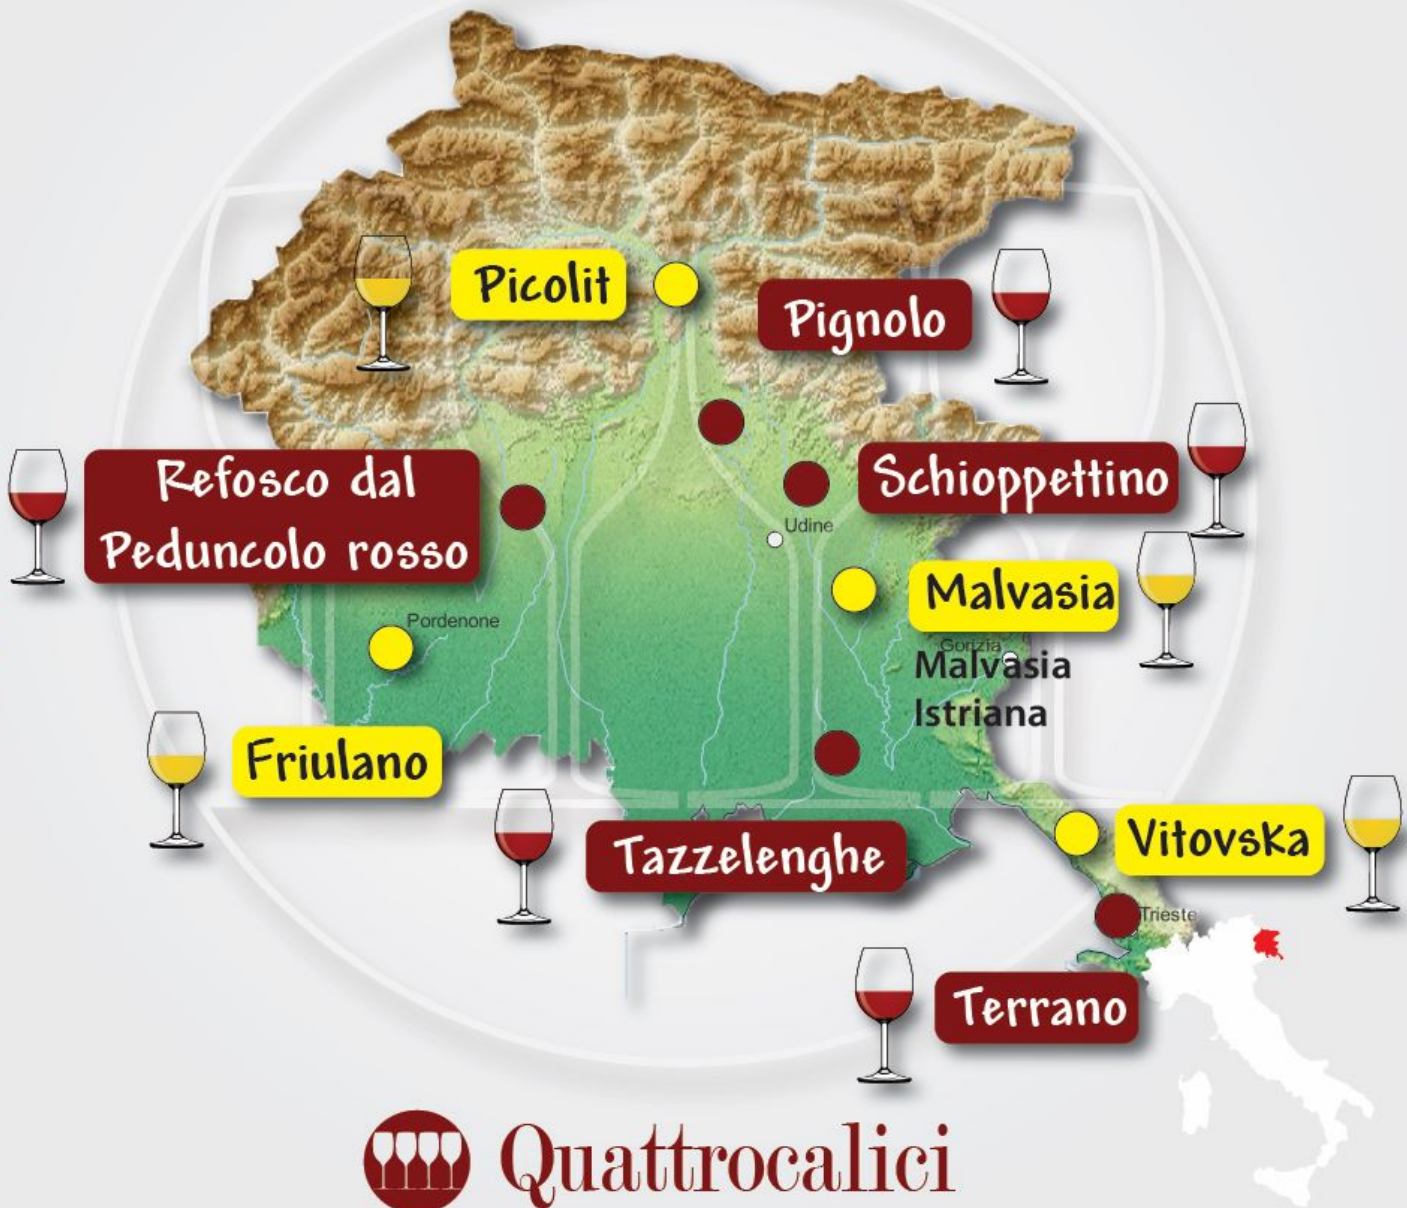 Picolit
Pignolo
Schioppettino
Refosco dal
Peduncolo rosso
Udine
Malvasia
Pordenone
Gorizia
Malvasia
Istriana
Friulano
Vitovska
Tazzelenghe
Trieste
Terrano
Quattrocalici